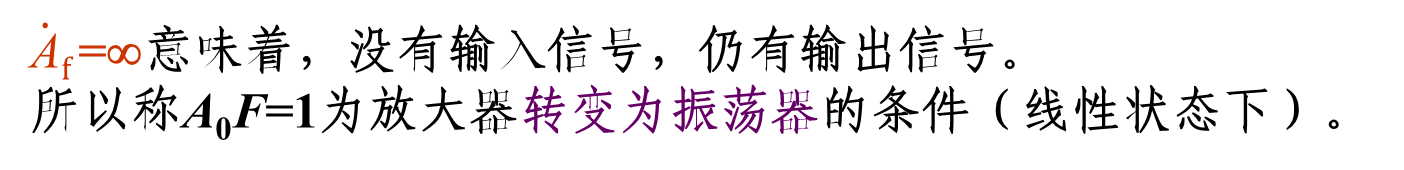 Ȧf=∞意味着，没有输入信号，仍有输出信号。
所以称A0F=1为放大器转变为振荡器的条件（线性状态下）。